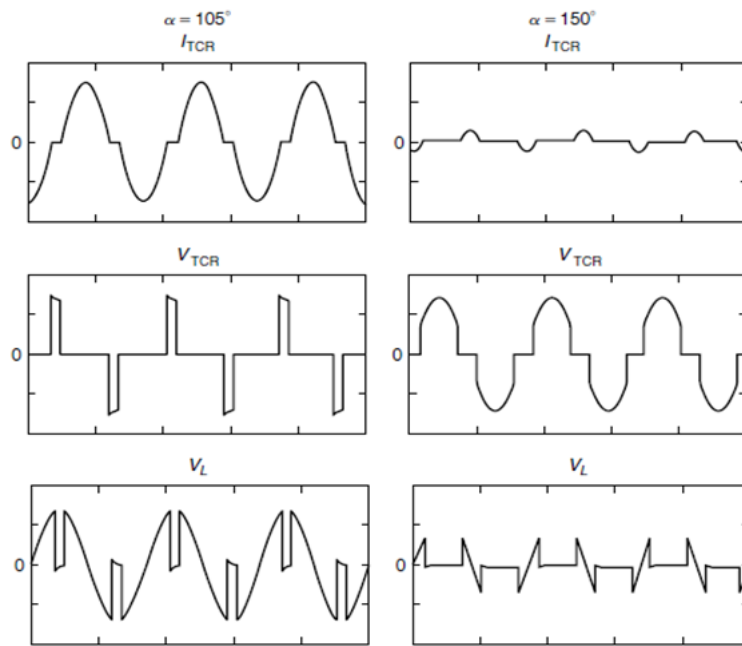 α = 105°
I_TCR
0
α = 150°
I_TCR
0
V_TCR
0
V_TCR
0
V_L
0
V_L
0